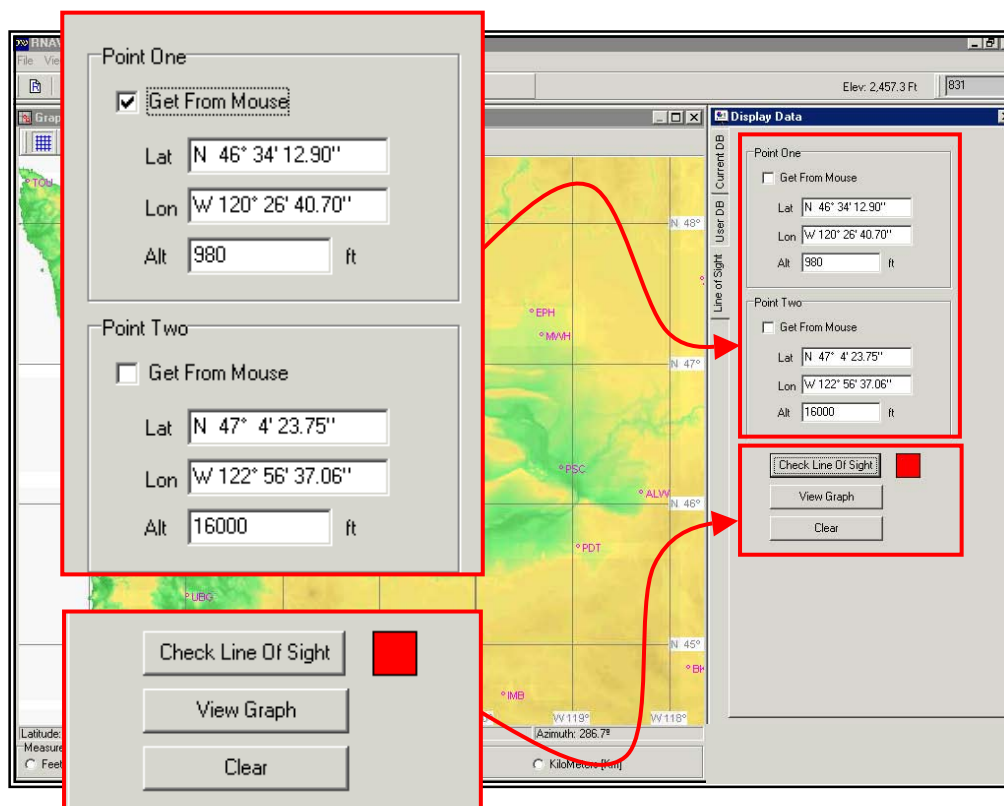 RNAV
File Vie
Elev: 2,457.3 Ft
831
Grap
Display Data
Point One
Get From Mouse
Lat N 46° 34' 12.90''
Lon W 120° 26' 40.70''
Alt 980 ft
Point Two
Get From Mouse
Lat N 47° 4' 23.75''
Lon W 122° 56' 37.06''
Alt 16000 ft
Check Line Of Sight
View Graph
Clear
TOU
EPH
MWH
PSC
ALW
PDT
UBG
IMB
BK
N 48°
N 47°
N 46°
N 45°
W 119°
W 118°
Current DB
User DB
Line of Sight
Point One
Get From Mouse
Lat N 46° 34' 12.90''
Lon W 120° 26' 40.70''
Alt 980 ft
Point Two
Get From Mouse
Lat N 47° 4' 23.75''
Lon W 122° 56' 37.06''
Alt 16000 ft
Check Line Of Sight
View Graph
Clear
Latitude:
Azimuth: 286.7º
Measure
Feet
KiloMeters [Km]